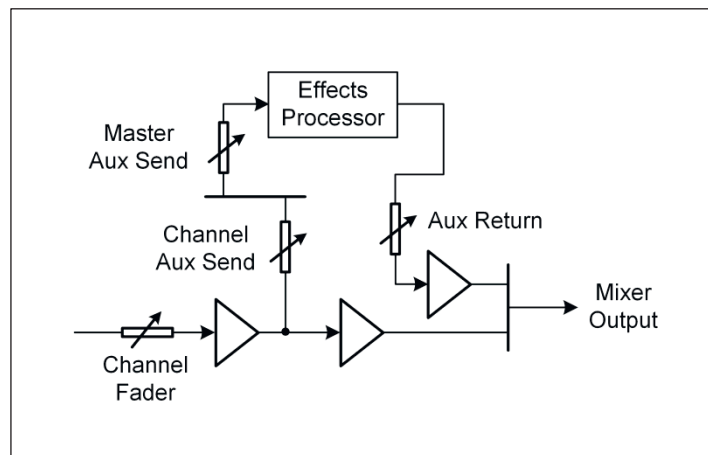 Effects
Processor
Master
Aux Send
Channel
Aux Send
Aux Return
Mixer
Output
Channel
Fader